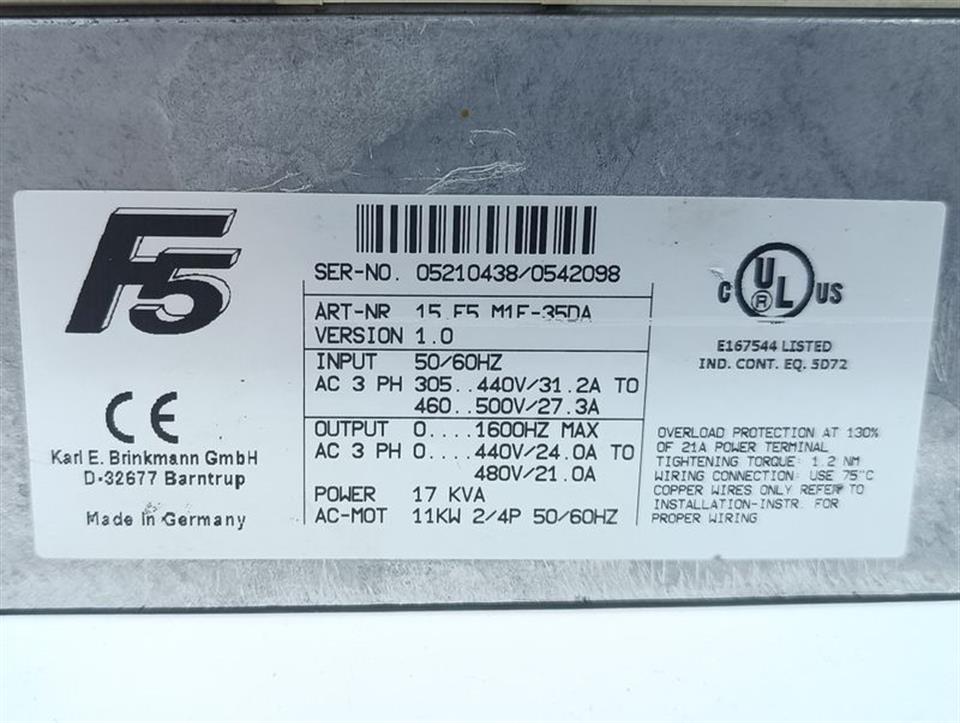 F5
SER-NO. 05210438/0542098
ART-NR 15.F5.M1E-35DA
VERSION 1.0
INPUT 50/60HZ
AC 3 PH 305..440V/31.2A TO
460..500V/27.3A
OUTPUT 0....1600HZ MAX
AC 3 PH 0....440V/24.0A TO
480V/21.0A
POWER 17 KVA
AC-MOT 11KW 2/4P 50/60HZ
CE
Karl E. Brinkmann GmbH
D-32677 Barntrup
Made in Germany
C UL R US
E167544 LISTED
IND. CONT. EQ. 5D72
OVERLOAD PROTECTION AT 130%
OF 21A POWER TERMINAL
TIGHTENING TORQUE: 1.2 NM
WIRING CONNECTION: USE 75°C
COPPER WIRES ONLY REFER TO
INSTALLATION-INSTR. FOR
PROPER WIRING